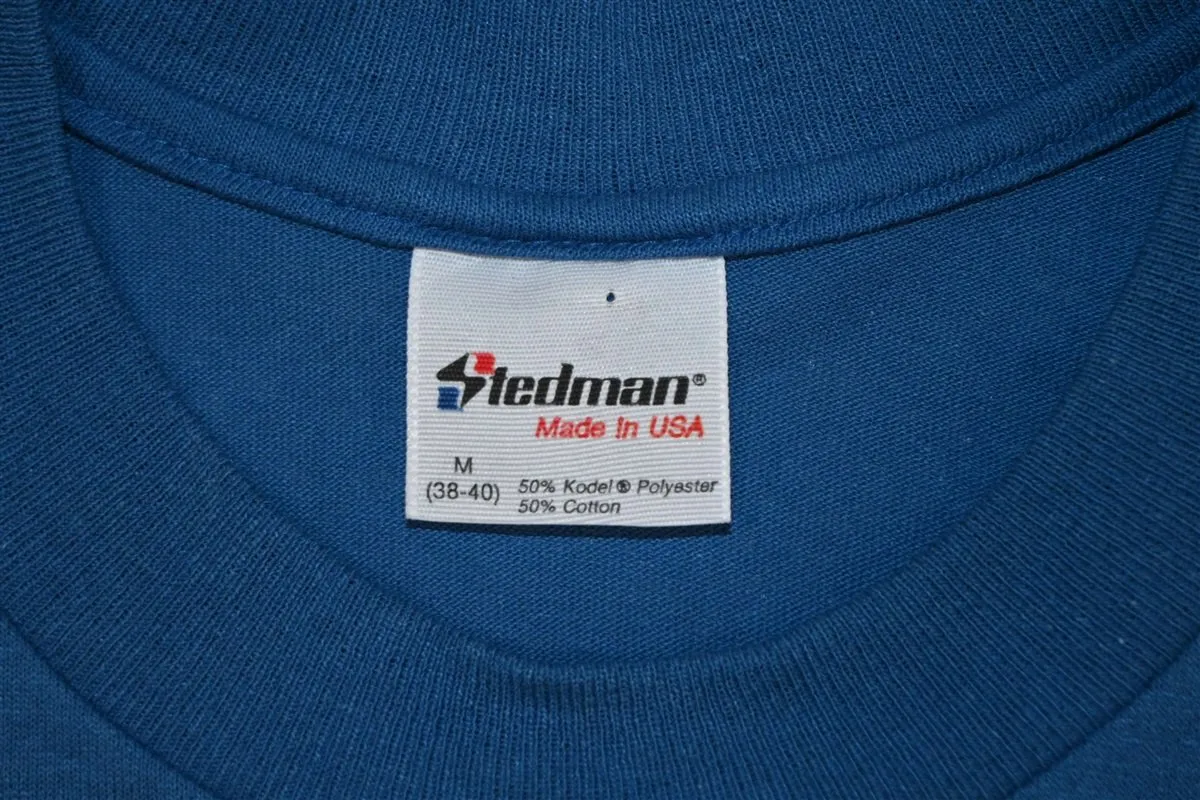 Stedman®
Made In USA
M
(38-40)
50% Kodel® Polyester
50% Cotton